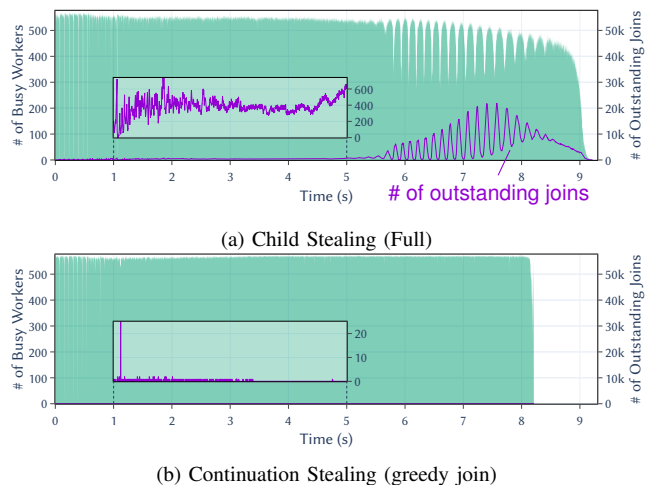 # of Busy Workers
500
400
300
200
100
0
600
400
200
0
50k
40k
30k
20k
10k
0
# of Outstanding Joins
0 1 2 3 4 5 6 7 8 9
Time (s)
# of outstanding joins
(a) Child Stealing (Full)
# of Busy Workers
500
400
300
200
100
0
20
10
0
50k
40k
30k
20k
10k
0
# of Outstanding Joins
0 1 2 3 4 5 6 7 8 9
Time (s)
(b) Continuation Stealing (greedy join)